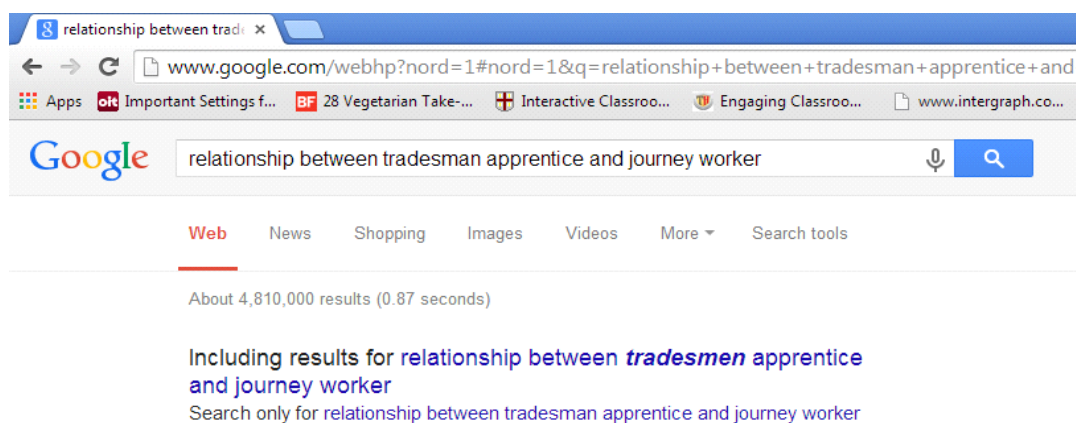 relationship between trad
www.google.com/webhp?nord=1#nord=1&q=relationship+between+tradesman+apprentice+and
Apps oit Important Settings f... BF 28 Vegetarian Take-... Interactive Classroo... Engaging Classroo... www.intergraph.co...
Google relationship between tradesman apprentice and journey worker
Web News Shopping Images Videos More Search tools
About 4,810,000 results (0.87 seconds)
Including results for relationship between tradesmen apprentice
and journey worker
Search only for relationship between tradesman apprentice and journey worker